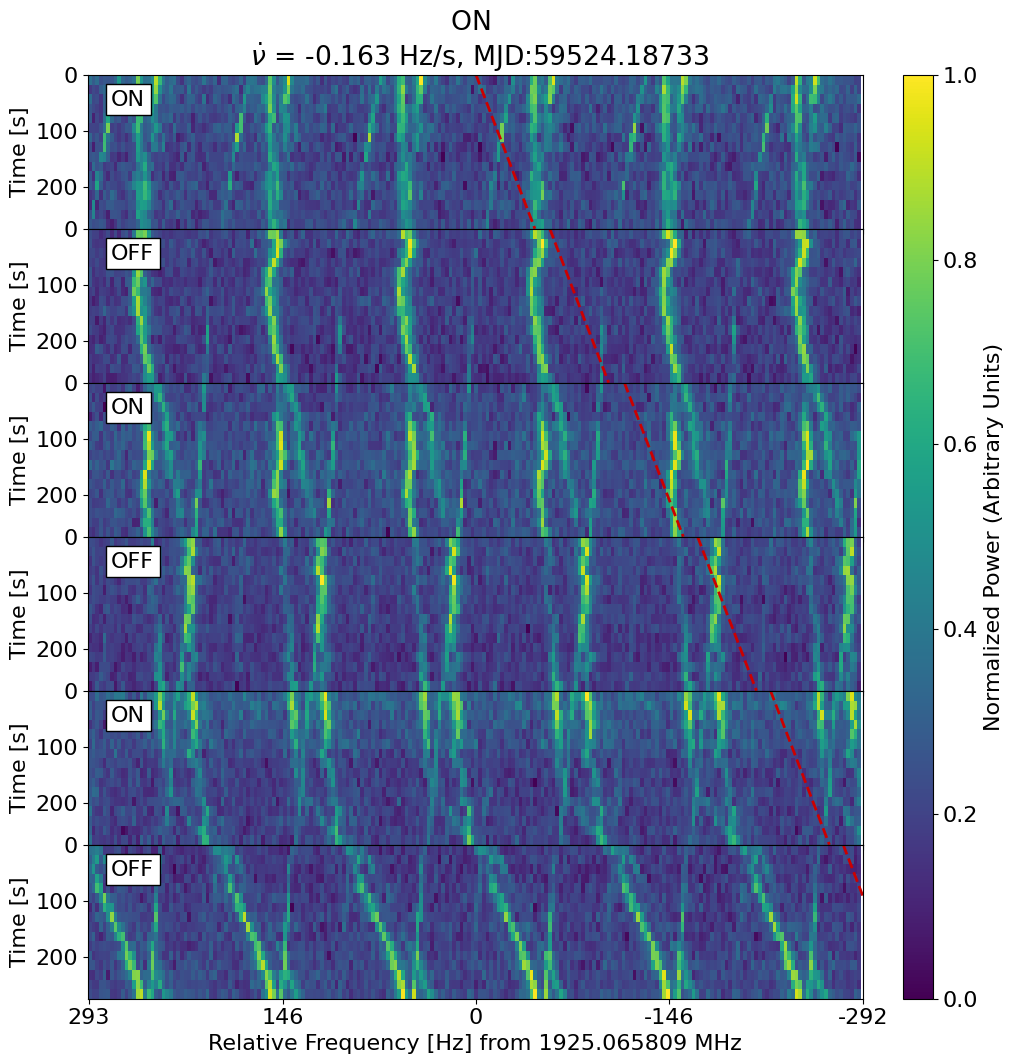 ON
ν̇ = -0.163 Hz/s, MJD:59524.18733
0
ON
Time [s]
100
200
0
OFF
Time [s]
100
200
0
ON
Time [s]
100
200
0
OFF
Time [s]
100
200
0
ON
Time [s]
100
200
0
OFF
Time [s]
100
200
293 146 0 -146 -292
Relative Frequency [Hz] from 1925.065809 MHz
1.0
0.8
0.6
0.4
0.2
0.0
Normalized Power (Arbitrary Units)